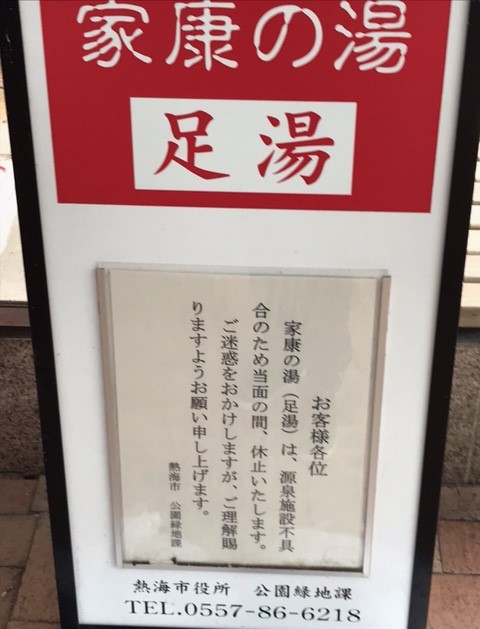 家康の湯
足湯
お客様各位
家康の湯（足湯）は、源泉施設不具
合のため当面の間、休止いたします。
ご迷惑をおかけしますが、ご理解賜
りますようお願い申し上げます。
熱海市 公園緑地課
熱海市役所 公園緑地課
TEL.0557-86-6218